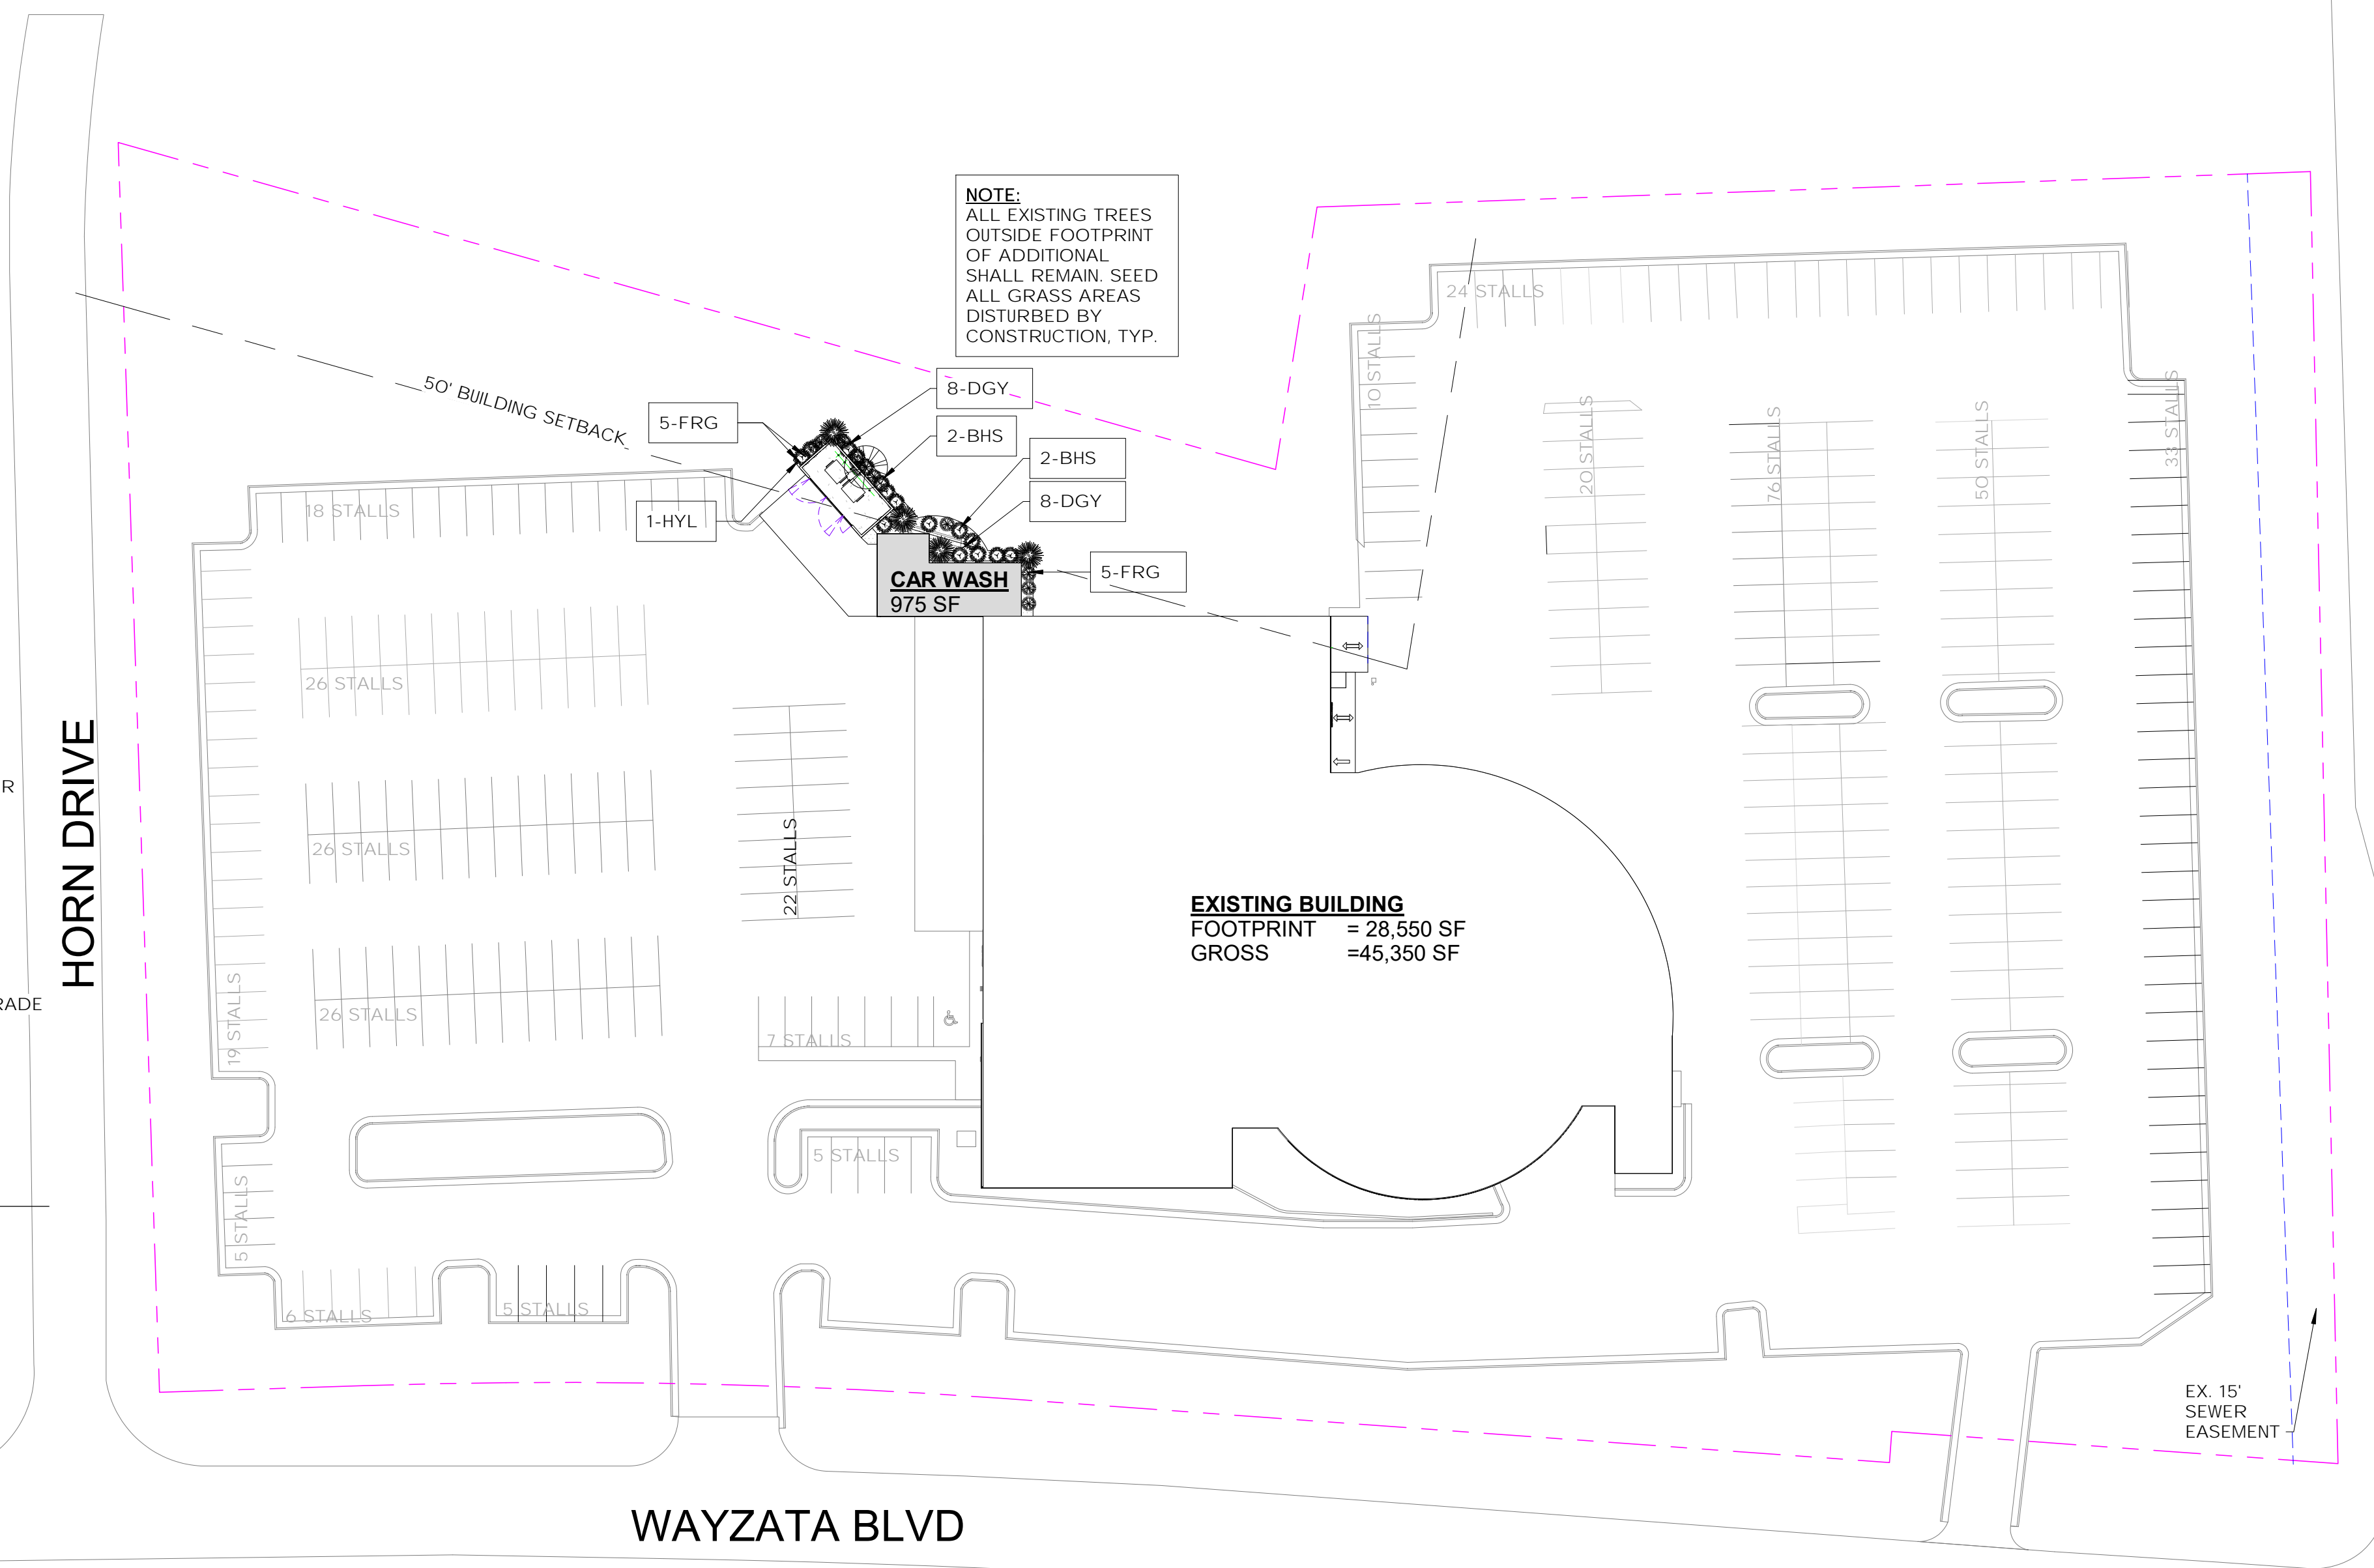 NOTE:
ALL EXISTING TREES
OUTSIDE FOOTPRINT
OF ADDITIONAL
SHALL REMAIN. SEED
ALL GRASS AREAS
DISTURBED BY
CONSTRUCTION, TYP.
24 STALLS
10 STALLS
50' BUILDING SETBACK
8-DGY
5-FRG
2-BHS
2-BHS
8-DGY
1-HYL
5-FRG
18 STALLS
20 STALLS
76 STALLS
50 STALLS
33 STALLS
CAR WASH
975 SF
26 STALLS
HORN DRIVE
R
26 STALLS
22 STALLS
EXISTING BUILDING
FOOTPRINT = 28,550 SF
GROSS =45,350 SF
RADE
19 STALLS
26 STALLS
7 STALLS
5 STALLS
5 STALLS
6 STALLS
5 STALLS
EX. 15'
SEWER
EASEMENT
WAYZATA BLVD